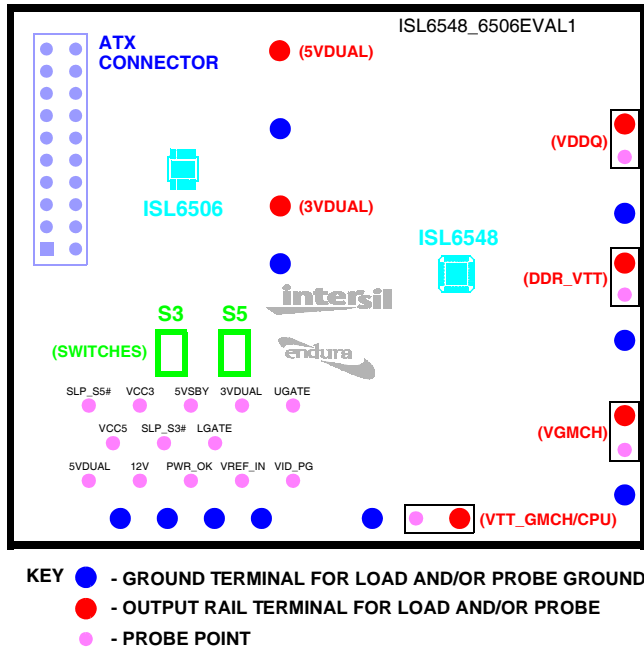 ISL6548_6506EVAL1
ATX
CONNECTOR
(5VDUAL)
(VDDQ)
ISL6506
(3VDUAL)
ISL6548
(DDR_VTT)
intersil
S3 S5
(SWITCHES)
endura
SLP_S5# VCC3 5VSBY 3VDUAL UGATE
(VGMCH)
VCC5 SLP_S3# LGATE
5VDUAL 12V PWR_OK VREF_IN VID_PG
(VTT_GMCH/CPU)
KEY - GROUND TERMINAL FOR LOAD AND/OR PROBE GROUND
- OUTPUT RAIL TERMINAL FOR LOAD AND/OR PROBE
- PROBE POINT